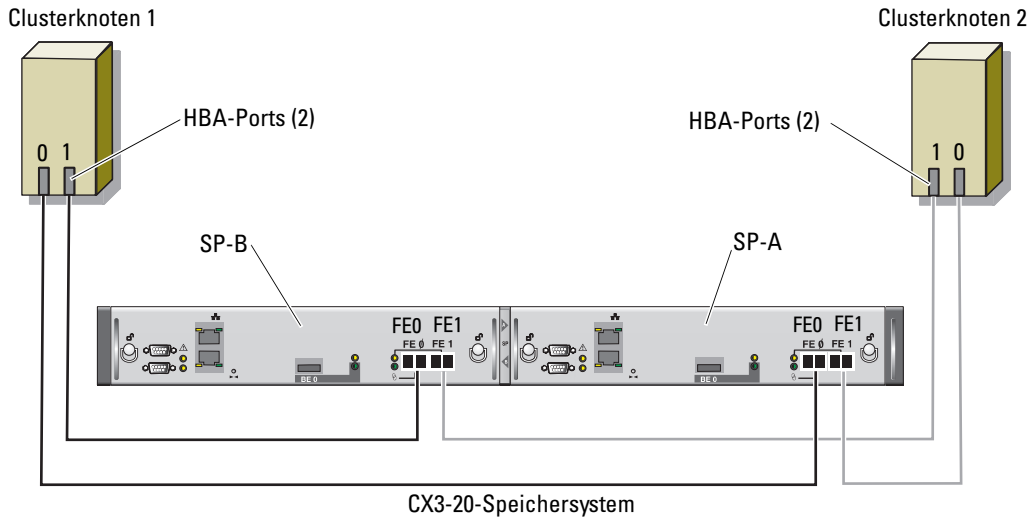 Clusterknoten 1
Clusterknoten 2
HBA-Ports (2)
HBA-Ports (2)
0 1
1 0
SP-B
SP-A
FE0 FE1
FE0 FE1
FE 0 FE 1
FE 0 FE 1
SP
BE 0
BE 0
CX3-20-Speichersystem